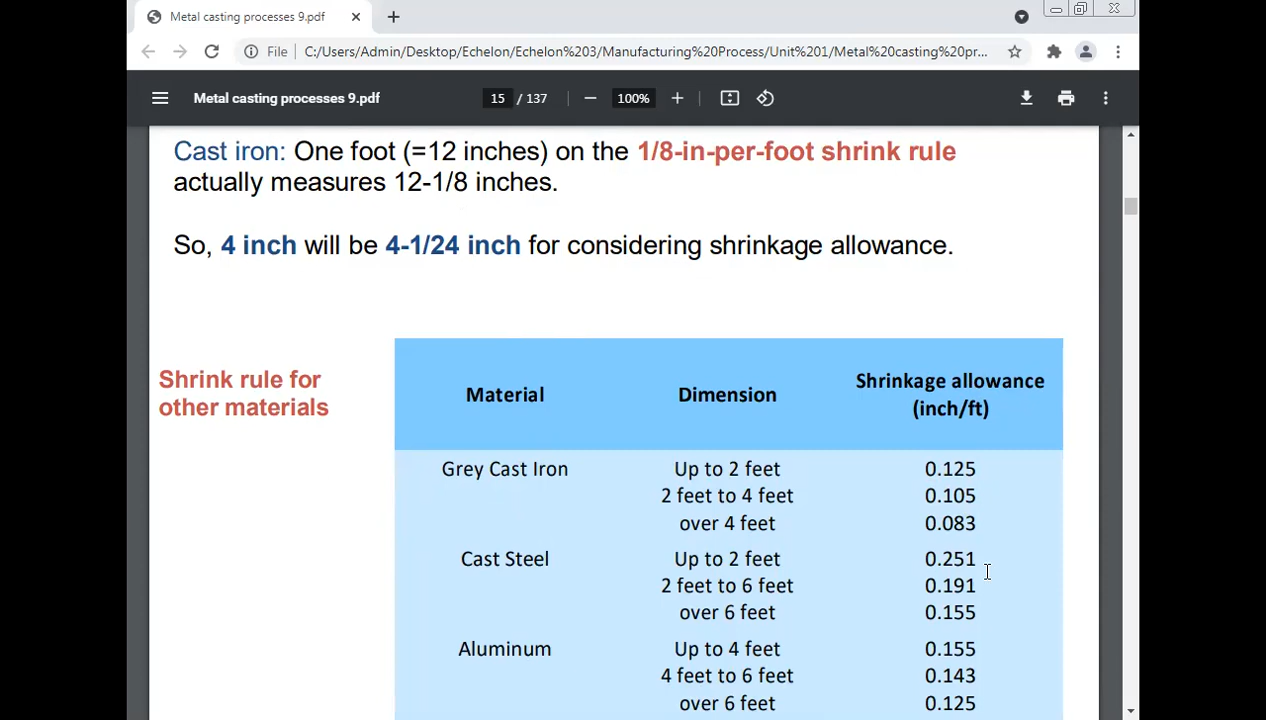 Metal casting processes 9.pdf
File C:/Users/Admin/Desktop/Echelon/Echelon%203/Manufacturing%20Process/Unit%201/Metal%20casting%20pr...
Metal casting processes 9.pdf 15 / 137 100%
Cast iron: One foot (=12 inches) on the 1/8-in-per-foot shrink rule
actually measures 12-1/8 inches.
So, 4 inch will be 4-1/24 inch for considering shrinkage allowance.
Shrink rule for
other materials
Material Dimension Shrinkage allowance
(inch/ft)
Grey Cast Iron Up to 2 feet 0.125
2 feet to 4 feet 0.105
over 4 feet 0.083
Cast Steel Up to 2 feet 0.251
2 feet to 6 feet 0.191
over 6 feet 0.155
Aluminum Up to 4 feet 0.155
4 feet to 6 feet 0.143
over 6 feet 0.125